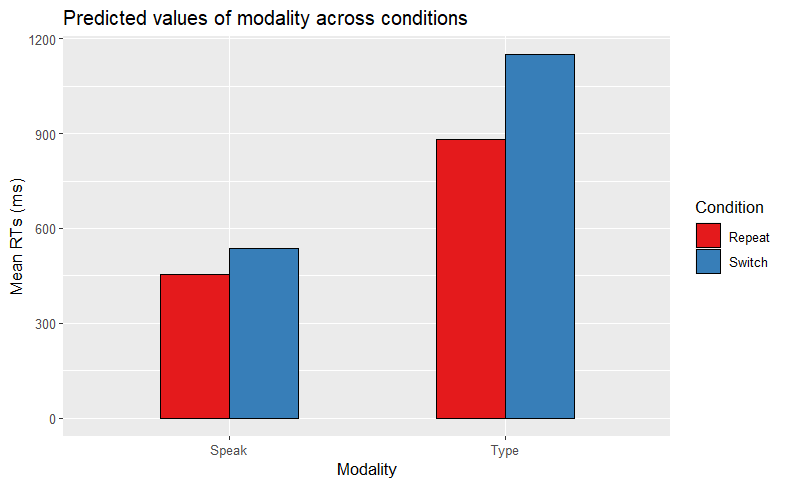 Predicted values of modality across conditions
1200
900
600
300
0
Mean RTs (ms)
Speak
Type
Modality
Condition
Repeat
Switch